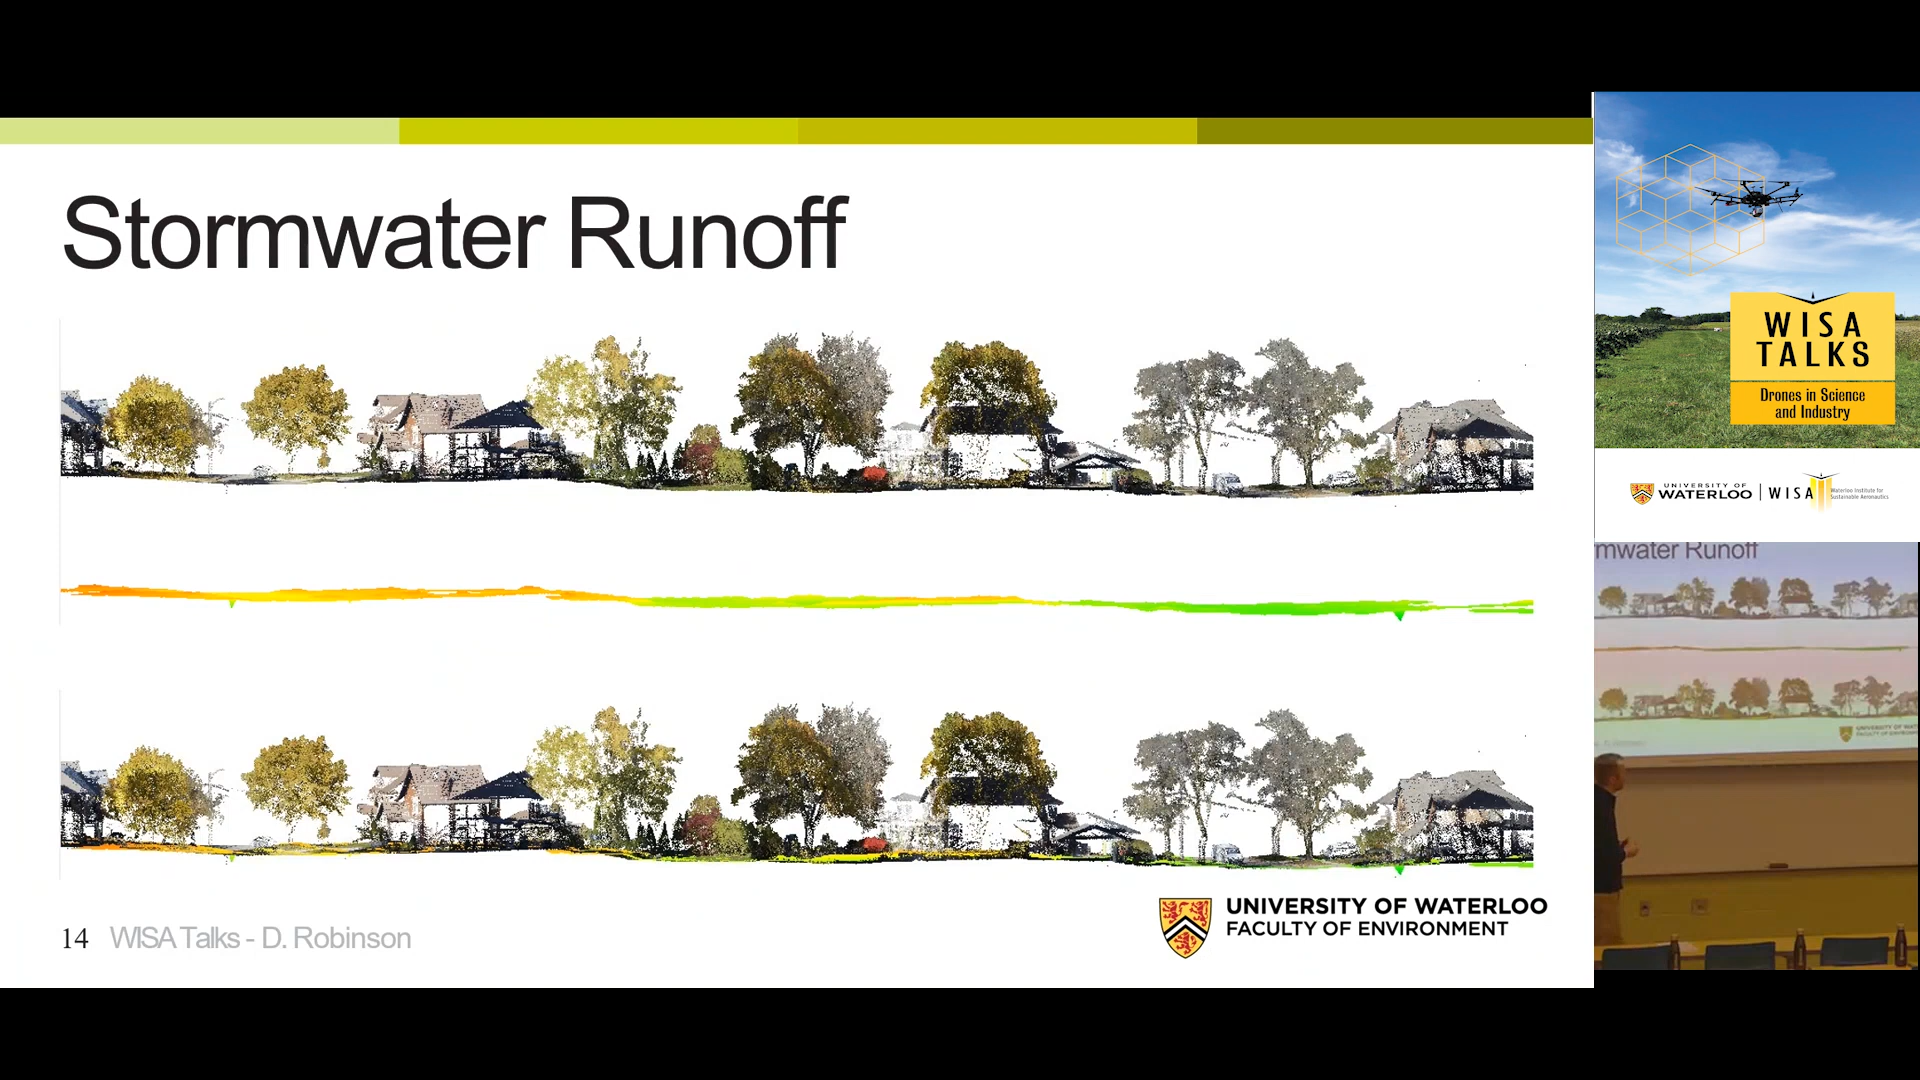 Stormwater Runoff
14 WISA Talks - D. Robinson
UNIVERSITY OF WATERLOO
FACULTY OF ENVIRONMENT
WISA
TALKS
Drones in Science
and Industry
UNIVERSITY OF
WATERLOO
WISA
Waterloo Institute for
Sustainable Aeronautics
mwater Runoff